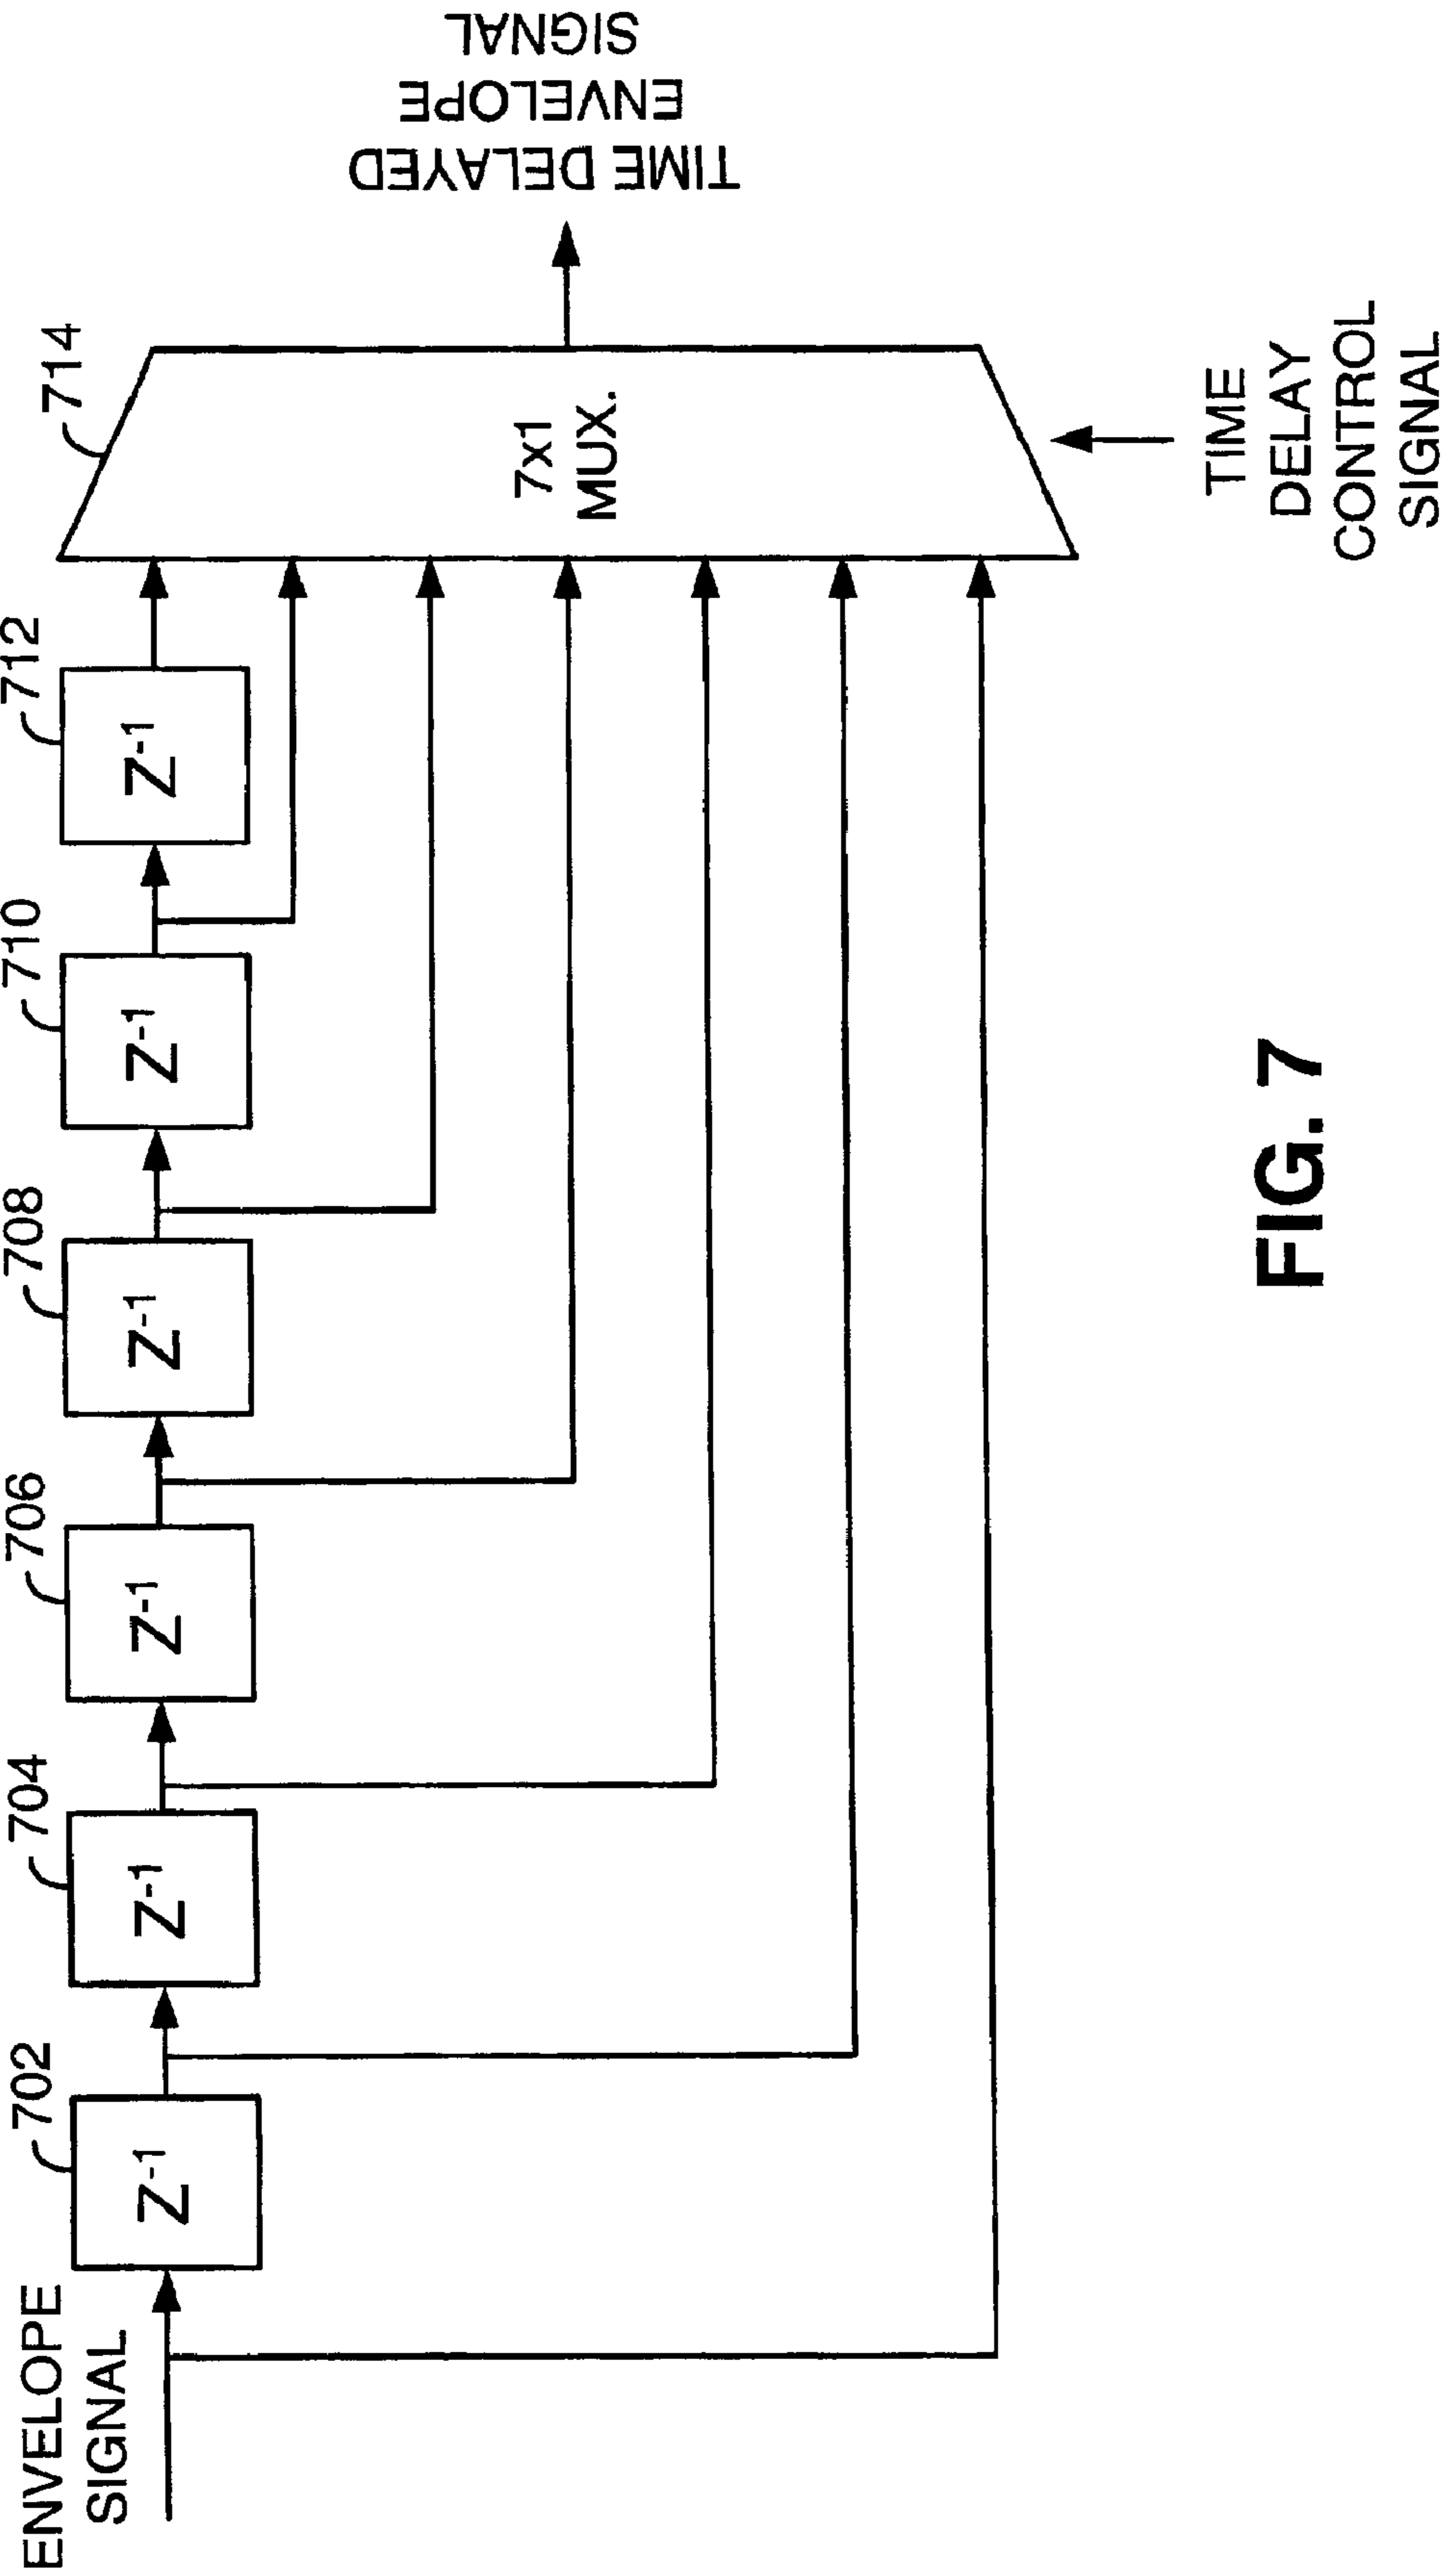 ENVELOPE
SIGNAL
702
704
706
708
710
712
714
Z-1
Z-1
Z-1
Z-1
Z-1
Z-1
7x1
MUX.
TIME DELAYED
ENVELOPE
SIGNAL
TIME
DELAY
CONTROL
SIGNAL
FIG. 7